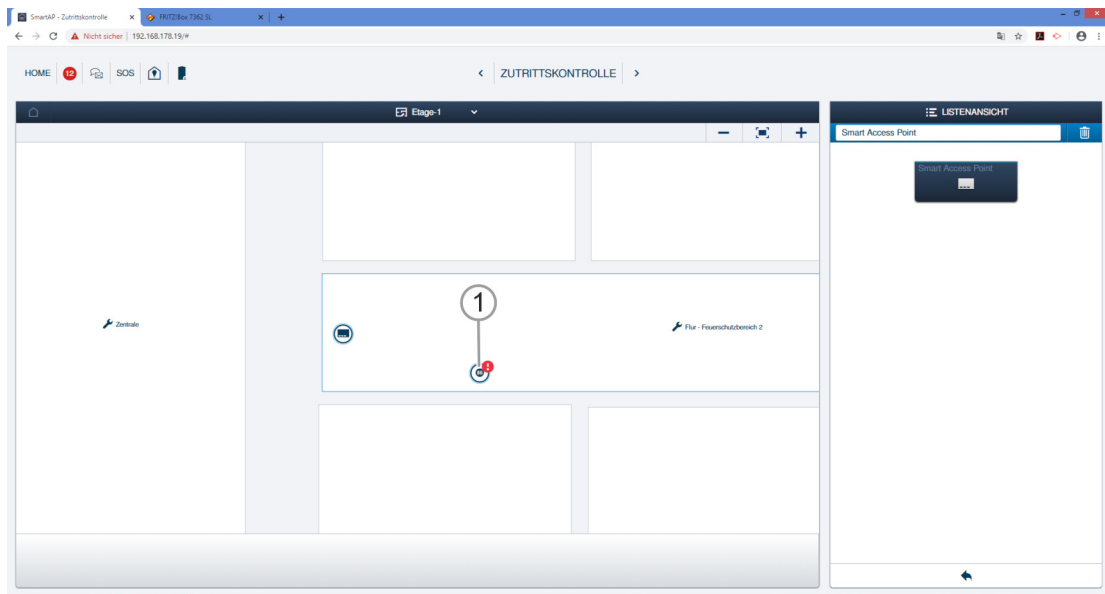 SmartAP - Zutrittskontrolle
FRITZ!Box 7362 SL
Nicht sicher | 192.168.178.19/#
HOME 12 SOS ZUTRITTSKONTROLLE
Etage-1
LISTENANSICHT
Smart Access Point
Smart Access Point
1
Zentrale
Flur - Feuerschutzbereich 2